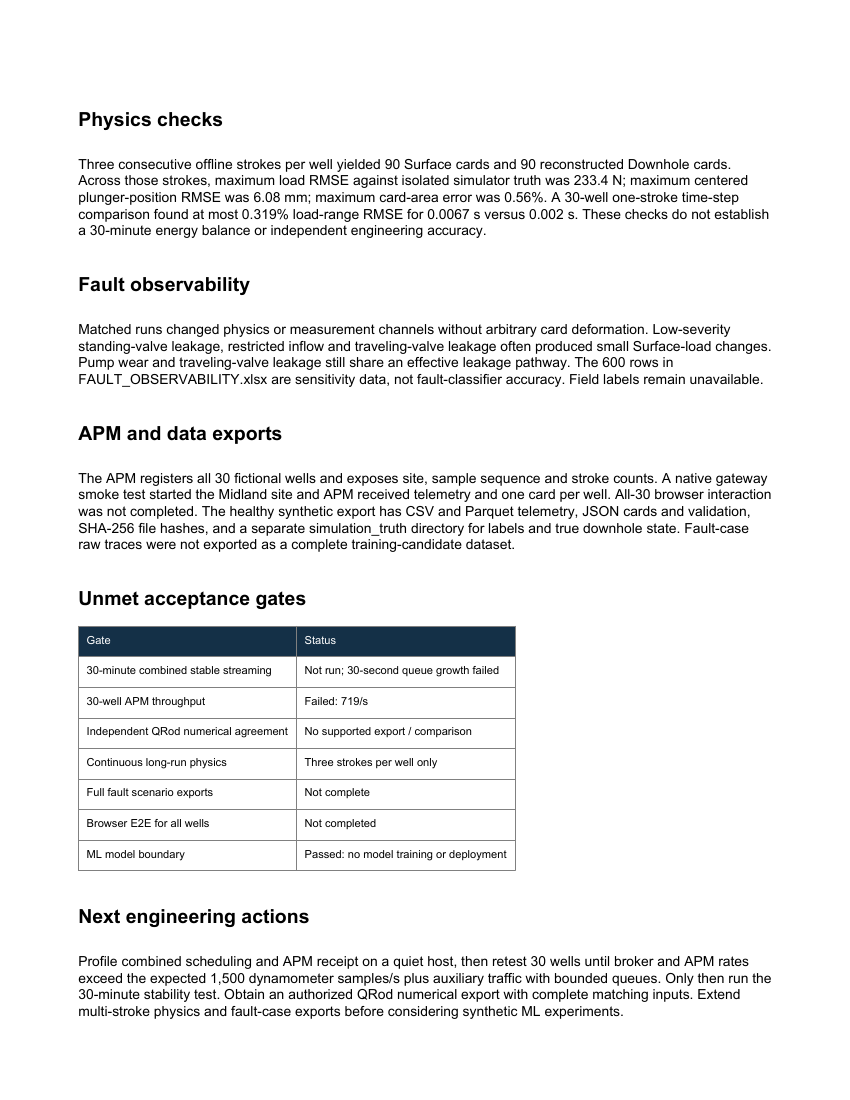 Physics checks
Three consecutive offline strokes per well yielded 90 Surface cards and 90 reconstructed Downhole cards.
Across those strokes, maximum load RMSE against isolated simulator truth was 233.4 N; maximum centered
plunger-position RMSE was 6.08 mm; maximum card-area error was 0.56%. A 30-well one-stroke time-step
comparison found at most 0.319% load-range RMSE for 0.0067 s versus 0.002 s. These checks do not establish
a 30-minute energy balance or independent engineering accuracy.
Fault observability
Matched runs changed physics or measurement channels without arbitrary card deformation. Low-severity
standing-valve leakage, restricted inflow and traveling-valve leakage often produced small Surface-load changes.
Pump wear and traveling-valve leakage still share an effective leakage pathway. The 600 rows in
FAULT_OBSERVABILITY.xlsx are sensitivity data, not fault-classifier accuracy. Field labels remain unavailable.
APM and data exports
The APM registers all 30 fictional wells and exposes site, sample sequence and stroke counts. A native gateway
smoke test started the Midland site and APM received telemetry and one card per well. All-30 browser interaction
was not completed. The healthy synthetic export has CSV and Parquet telemetry, JSON cards and validation,
SHA-256 file hashes, and a separate simulation_truth directory for labels and true downhole state. Fault-case
raw traces were not exported as a complete training-candidate dataset.
Unmet acceptance gates
Gate Status
30-minute combined stable streaming Not run; 30-second queue growth failed
30-well APM throughput Failed: 719/s
Independent QRod numerical agreement No supported export / comparison
Continuous long-run physics Three strokes per well only
Full fault scenario exports Not complete
Browser E2E for all wells Not completed
ML model boundary Passed: no model training or deployment
Next engineering actions
Profile combined scheduling and APM receipt on a quiet host, then retest 30 wells until broker and APM rates
exceed the expected 1,500 dynamometer samples/s plus auxiliary traffic with bounded queues. Only then run the
30-minute stability test. Obtain an authorized QRod numerical export with complete matching inputs. Extend
multi-stroke physics and fault-case exports before considering synthetic ML experiments.